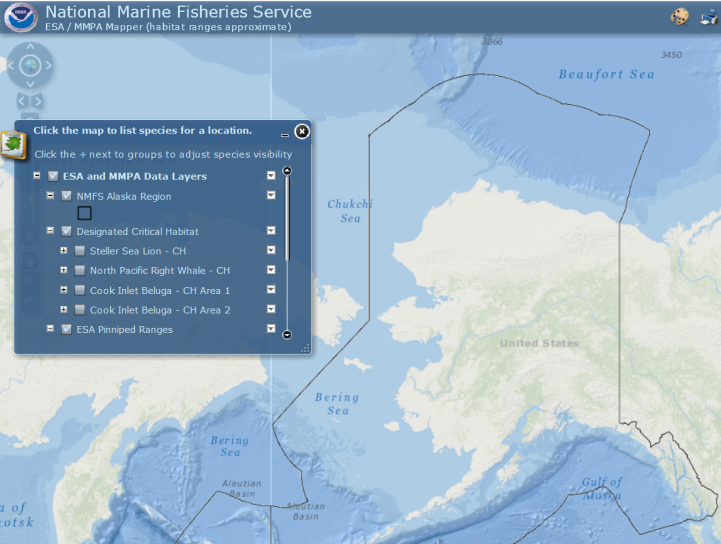 National Marine Fisheries Service
ESA / MMPA Mapper (habitat ranges approximate)
3866
3450
Beaufort Sea
Click the map to list species for a location.
Click the + next to groups to adjust species visibility
ESA and MMPA Data Layers
NMFS Alaska Region
Designated Critical Habitat
Steller Sea Lion - CH
North Pacific Right Whale - CH
Cook Inlet Beluga - CH Area 1
Cook Inlet Beluga - CH Area 2
ESA Pinniped Ranges
Chukchi
Sea
United States
Bering
Sea
Bering
Sea
Aleutian
Basin
Aleutian
Basin
Gulf of
Alaska
a of
otsk